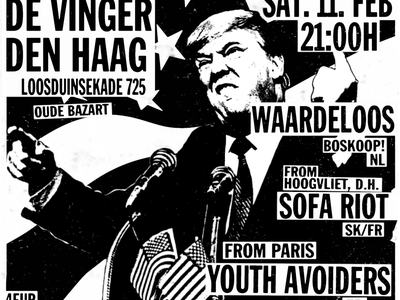 DE VINGER
DEN HAAG
LOOSDUINSEKADE 725
OUDE BAZART
SAT. 11. FEB
21:00H
WAARDELOOS
BOSKOOP!
NL
FROM
HOOGVLIET, D.H.
SOFA RIOT
SK/FR
FROM PARIS
YOUTH AVOIDERS
4EUR